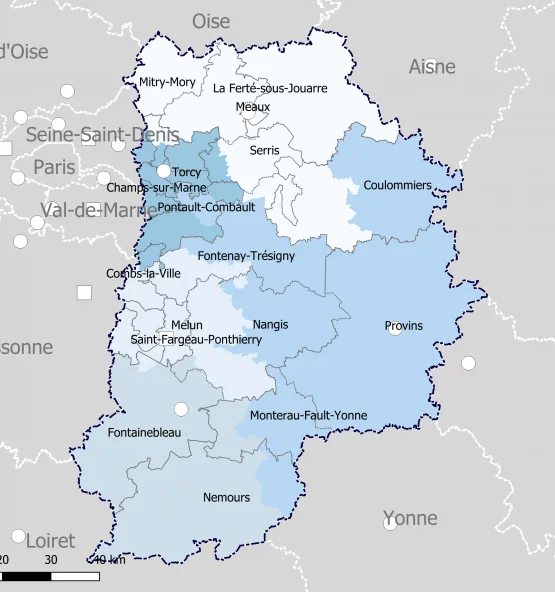 Oise
d'Oise
Aisne
Mitry-Mory
La Ferté-sous-Jouarre
Meaux
Seine-Saint-Denis
Serris
Paris
Torcy
Champs-sur-Marne
Coulommiers
Val-de-Marne
Pontault-Combault
Fontenay-Trésigny
Combs-la-Ville
Melun
Nangis
Provins
Saint-Fargeau-Ponthierry
ssonne
Monterau-Fault-Yonne
Fontainebleau
Nemours
Yonne
Loiret
20 30 40 km